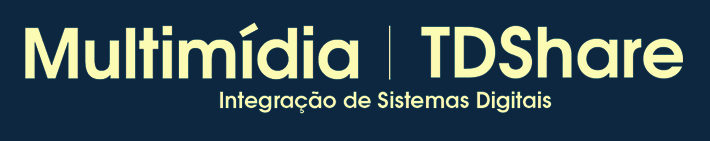 Multimídia | TDShare
Integração de Sistemas Digitais